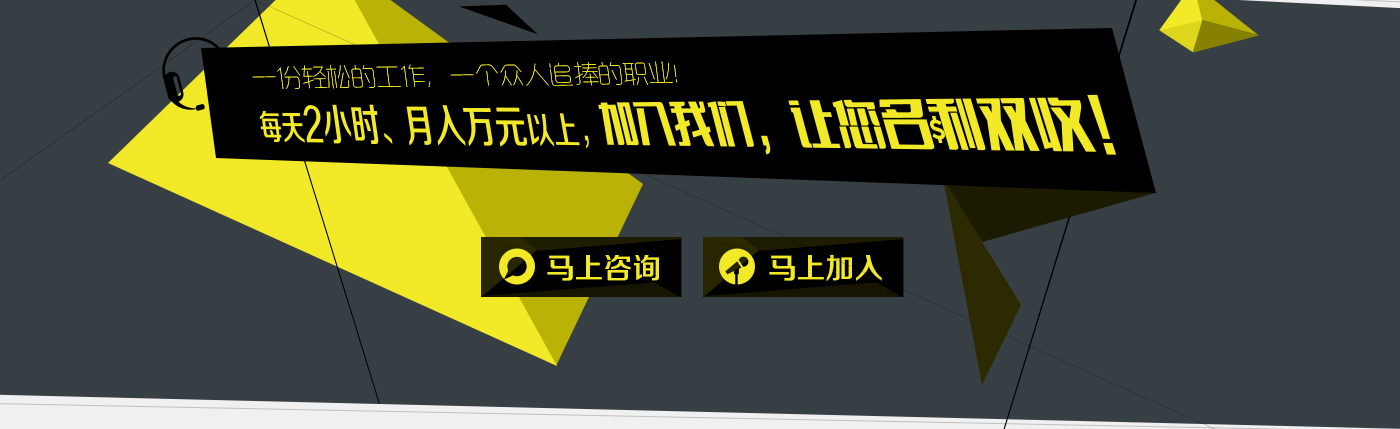 一份轻松的工作，一个众人追捧的职业!
每天2小时、月入万元以上，加入我们，让您名利双收!
马上咨询
马上加入